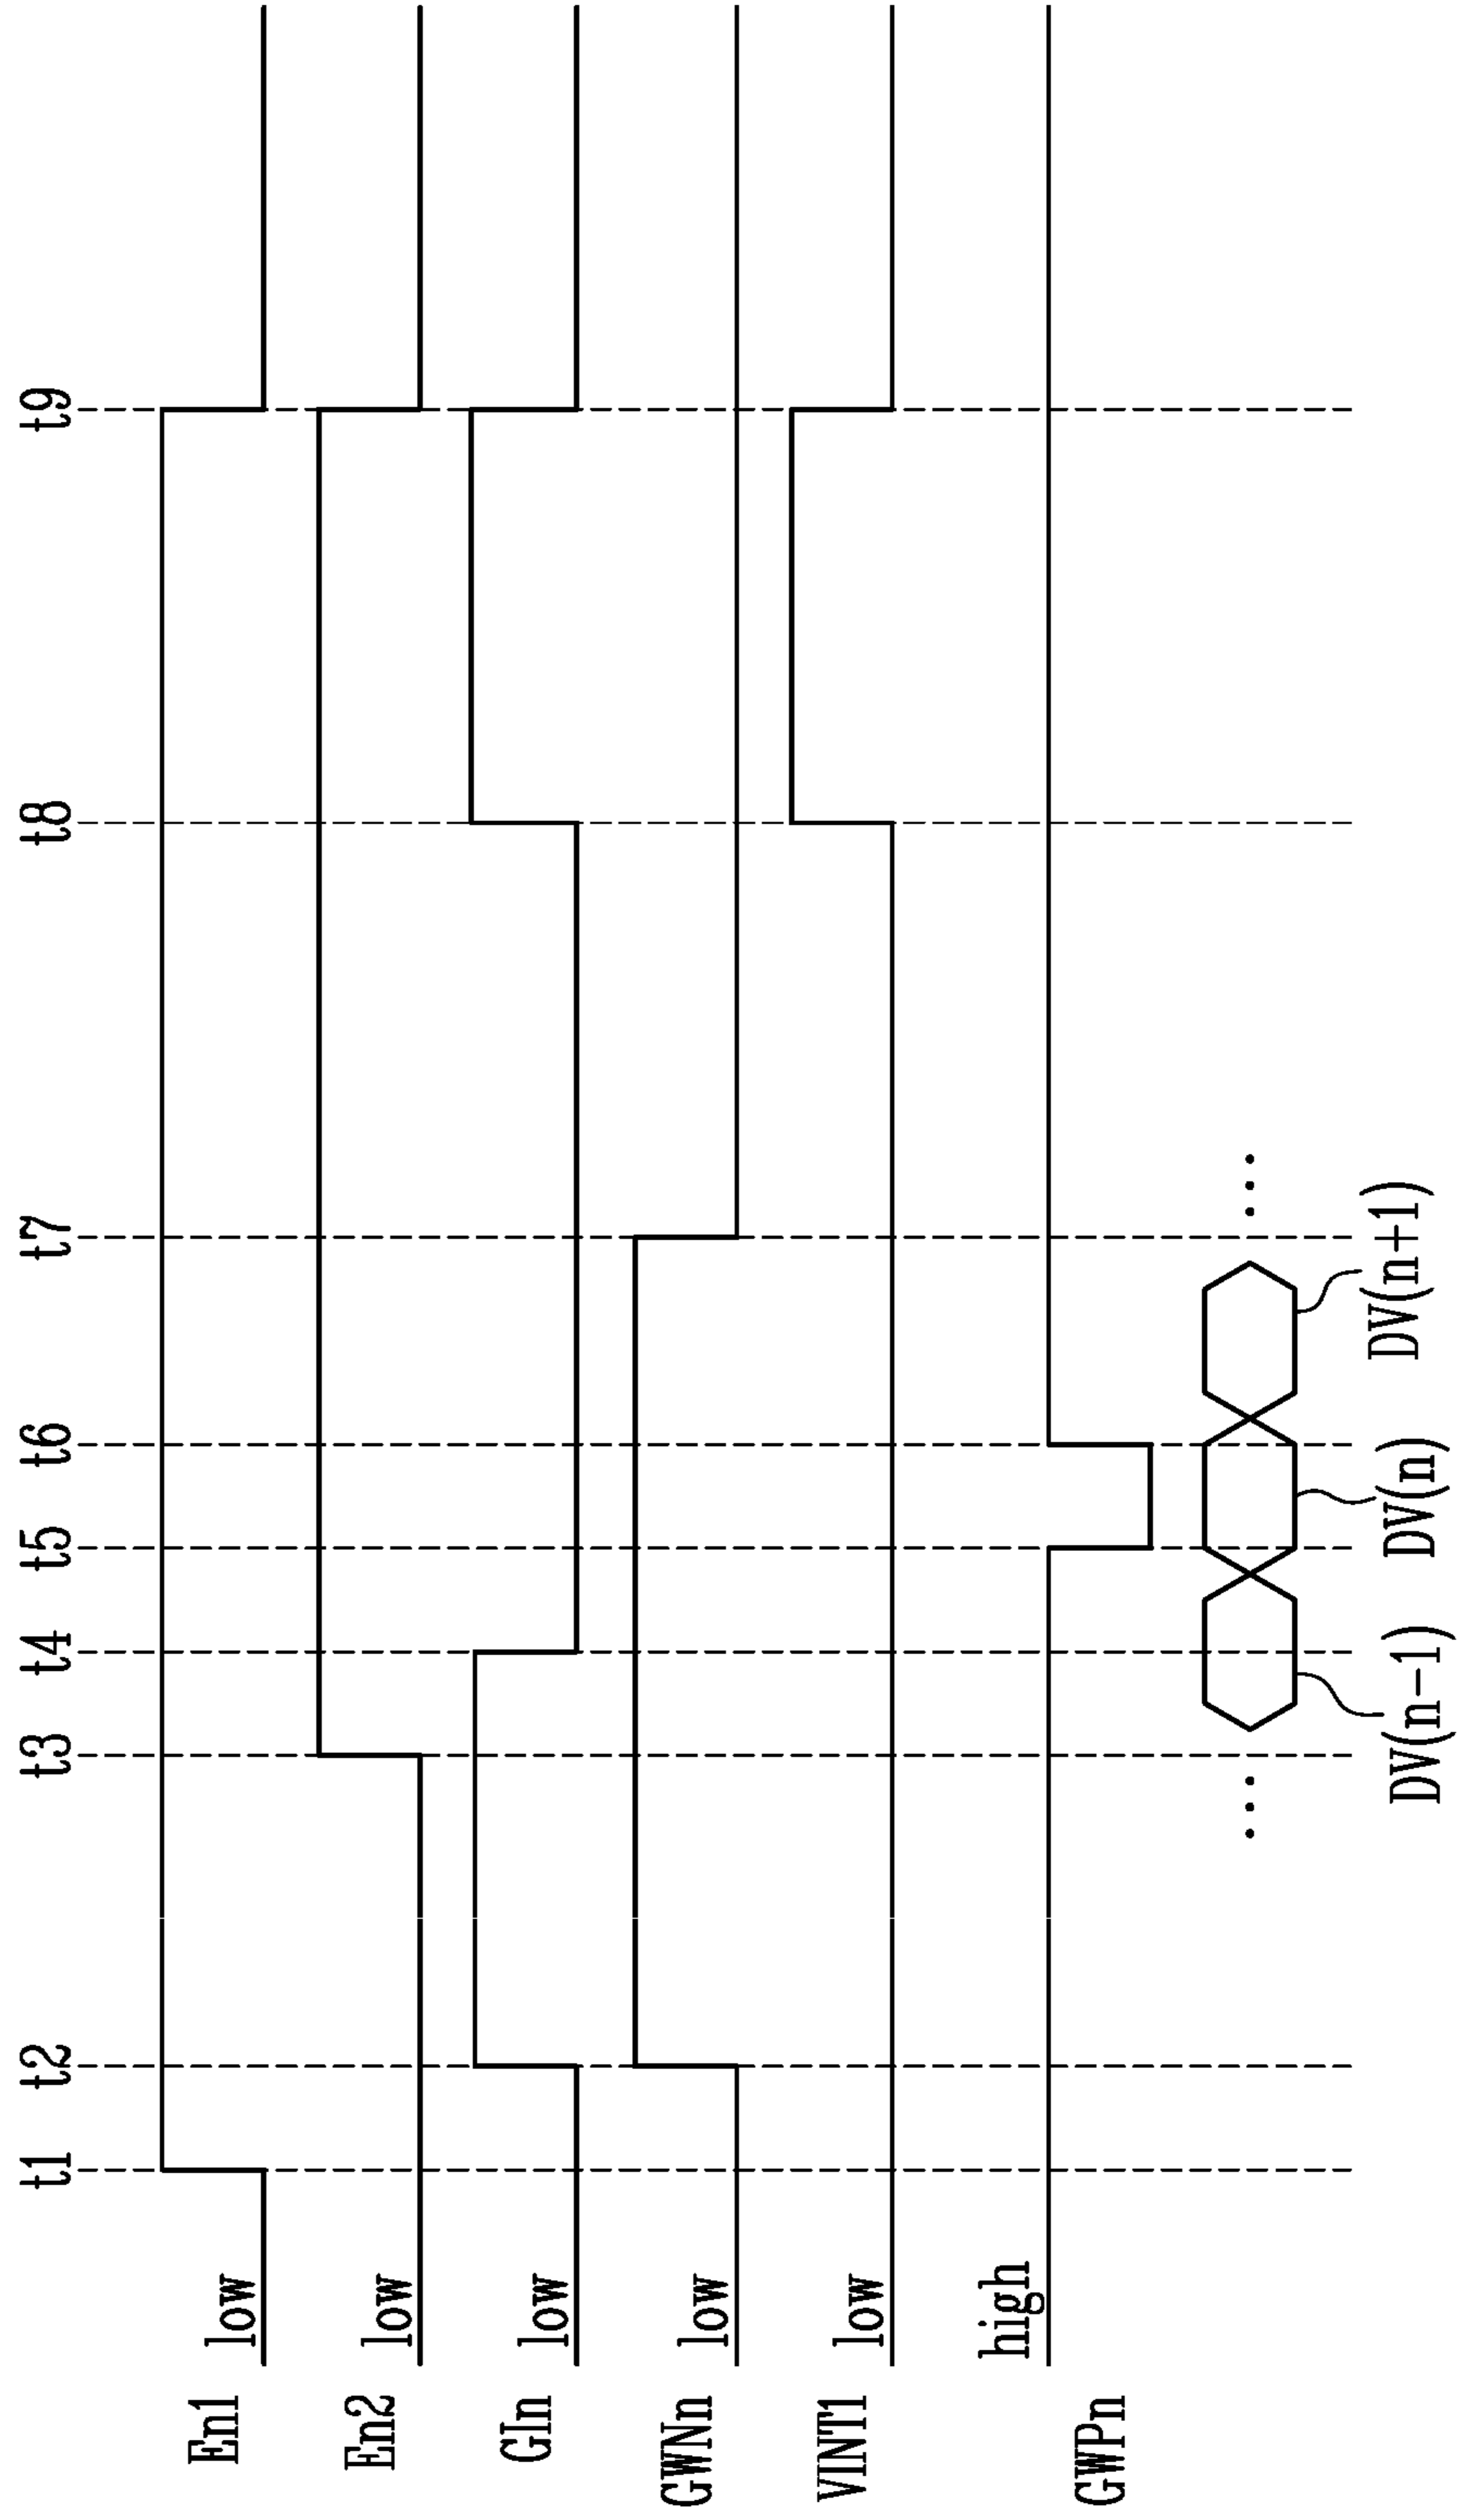 t1 t2 t3 t4 t5 t6 t7 t8 t9
En1 low
En2 low
GIn low
GWNn low
VINT1 low
GWPn high
DV(n-1) DV(n) DV(n+1)